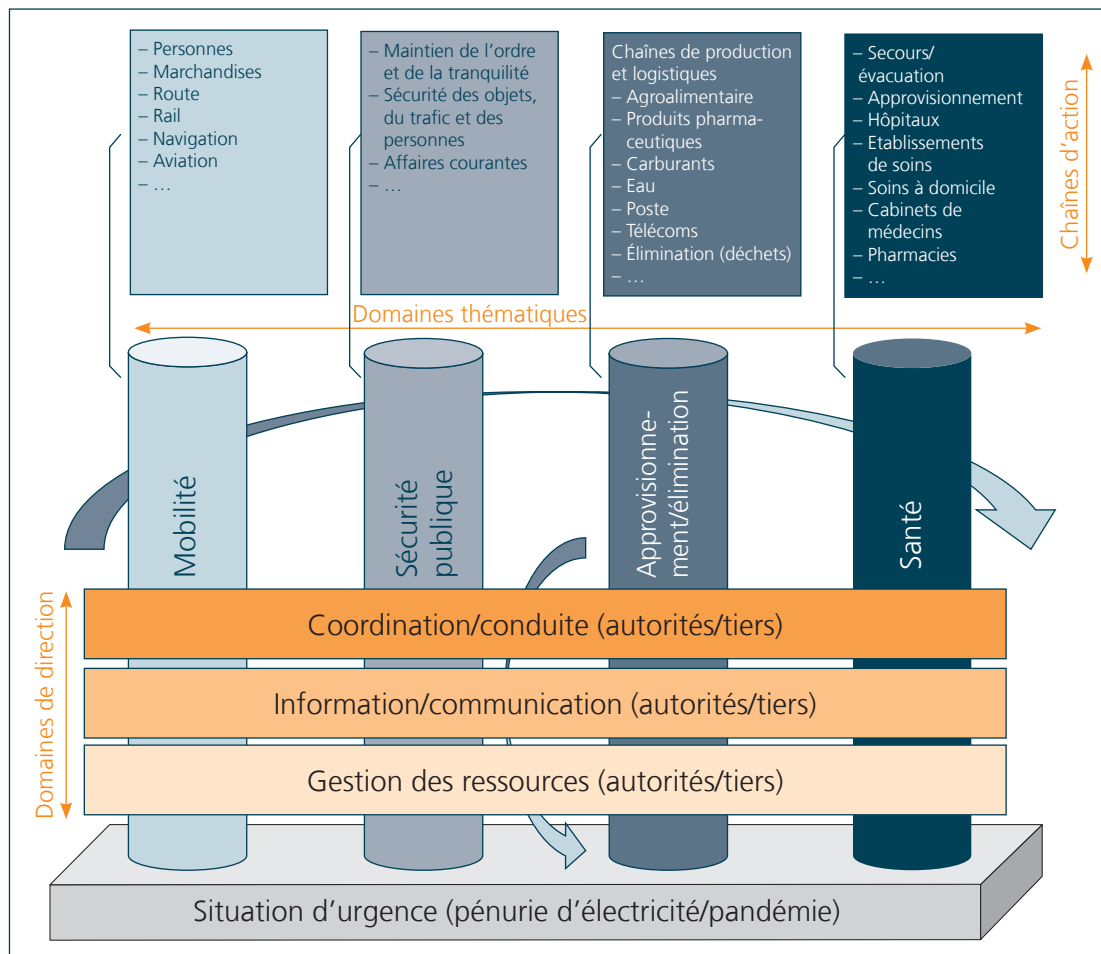 – Personnes
– Marchandises
– Route
– Rail
– Navigation
– Aviation
– …
– Maintien de l’ordre
et de la tranquilité
– Sécurité des objets,
du trafic et des
personnes
– Affaires courantes
– …
Chaînes de production
et logistiques
– Agroalimentaire
– Produits pharma-
ceutiques
– Carburants
– Eau
– Poste
– Télécoms
– Élimination (déchets)
– …
– Secours/
évacuation
– Approvisionnement
– Hôpitaux
– Etablissements
de soins
– Soins à domicile
– Cabinets de
médecins
– Pharmacies
– …
Chaînes d’action
Domaines thématiques
Mobilité
Sécurité
publique
Approvisionne-
ment/élimination
Santé
Domaines de direction
Coordination/conduite (autorités/tiers)
Information/communication (autorités/tiers)
Gestion des ressources (autorités/tiers)
Situation d’urgence (pénurie d’électricité/pandémie)